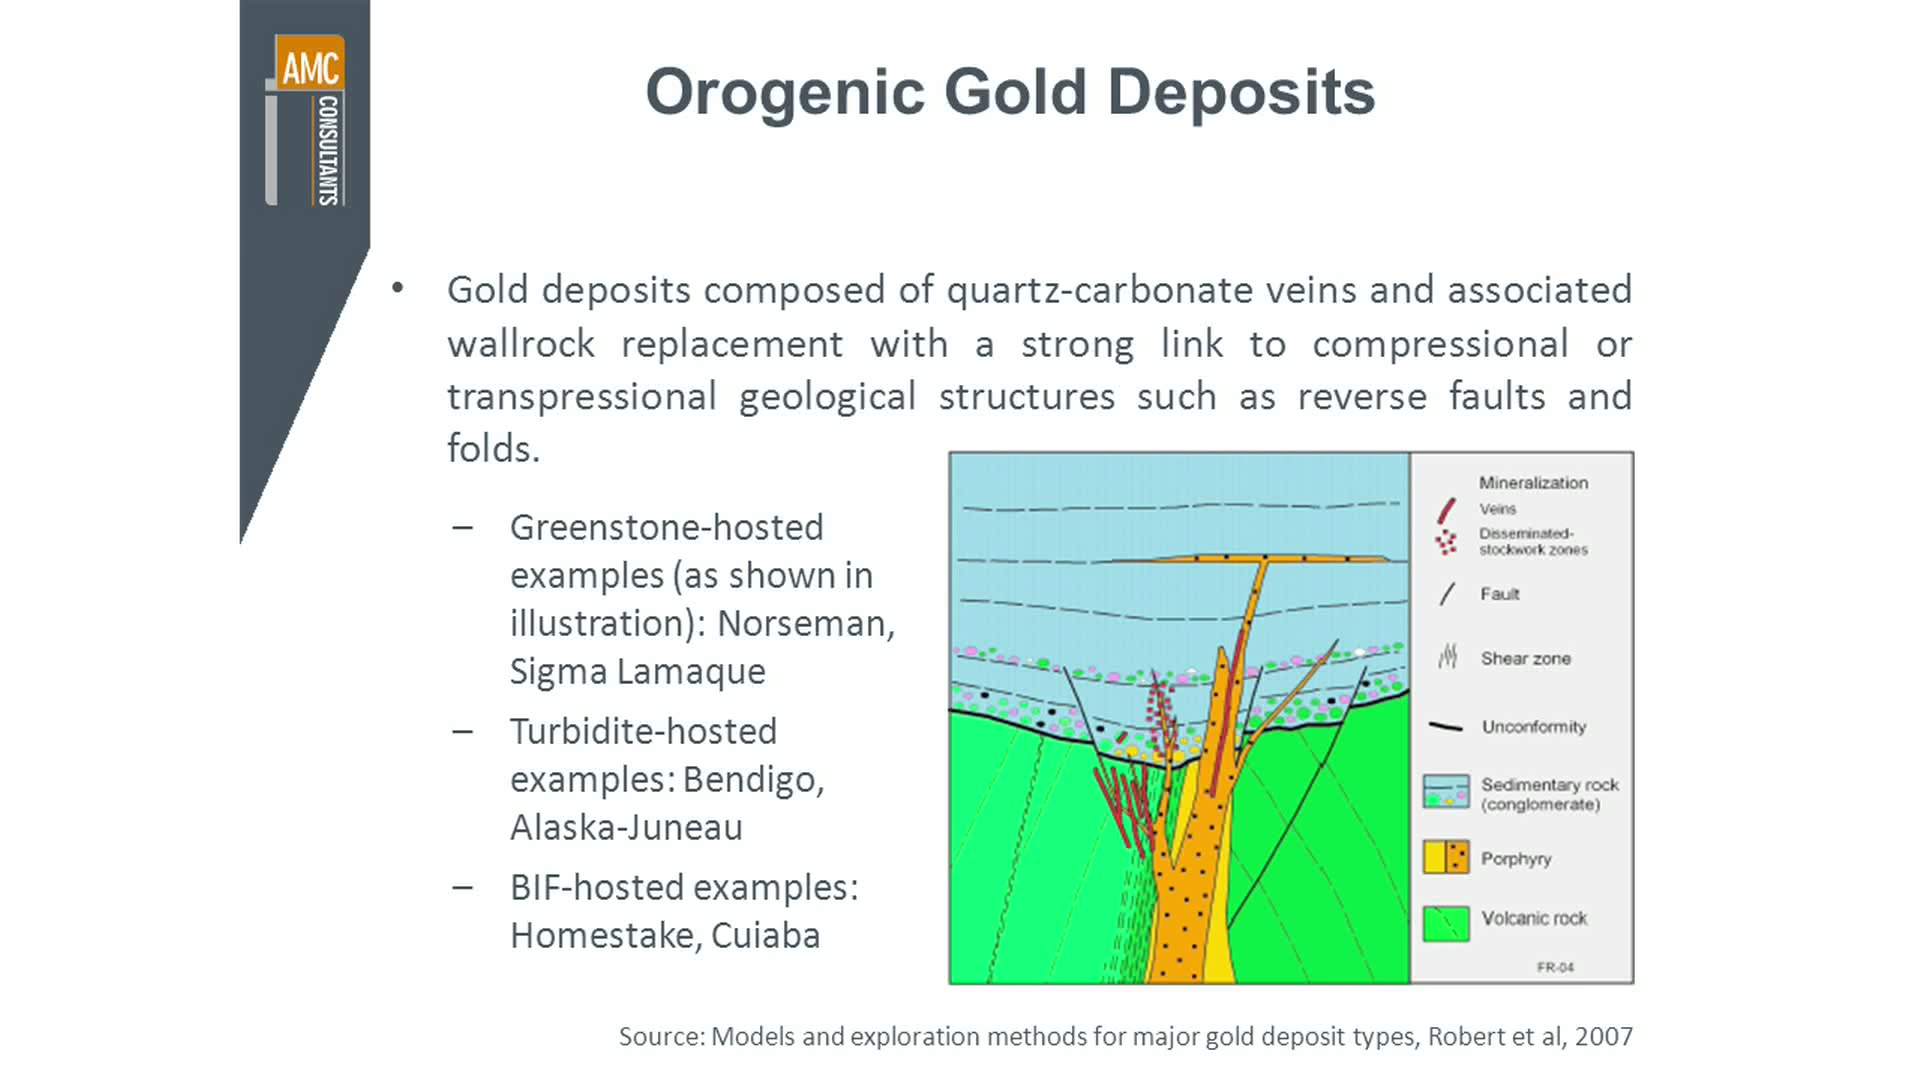 AMC
CONSULTANTS
Orogenic Gold Deposits
• Gold deposits composed of quartz-carbonate veins and associated
wallrock replacement with a strong link to compressional or
transpressional geological structures such as reverse faults and
folds.
– Greenstone-hosted
examples (as shown in
illustration): Norseman,
Sigma Lamaque
– Turbidite-hosted
examples: Bendigo,
Alaska-Juneau
– BIF-hosted examples:
Homestake, Cuiaba
Mineralization
Veins
Disseminated-
stockwork zones
Fault
Shear zone
Unconformity
Sedimentary rock
(conglomerate)
Porphyry
Volcanic rock
FR-04
Source: Models and exploration methods for major gold deposit types, Robert et al, 2007